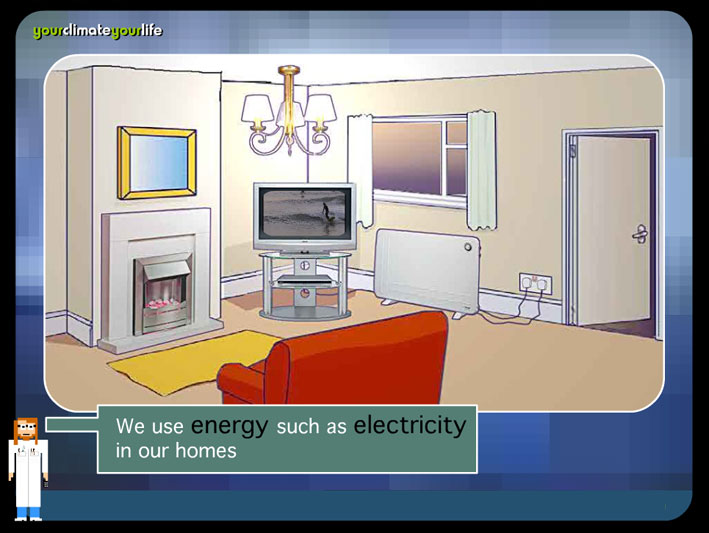 yourclimateyourlife
We use energy such as electricity
in our homes